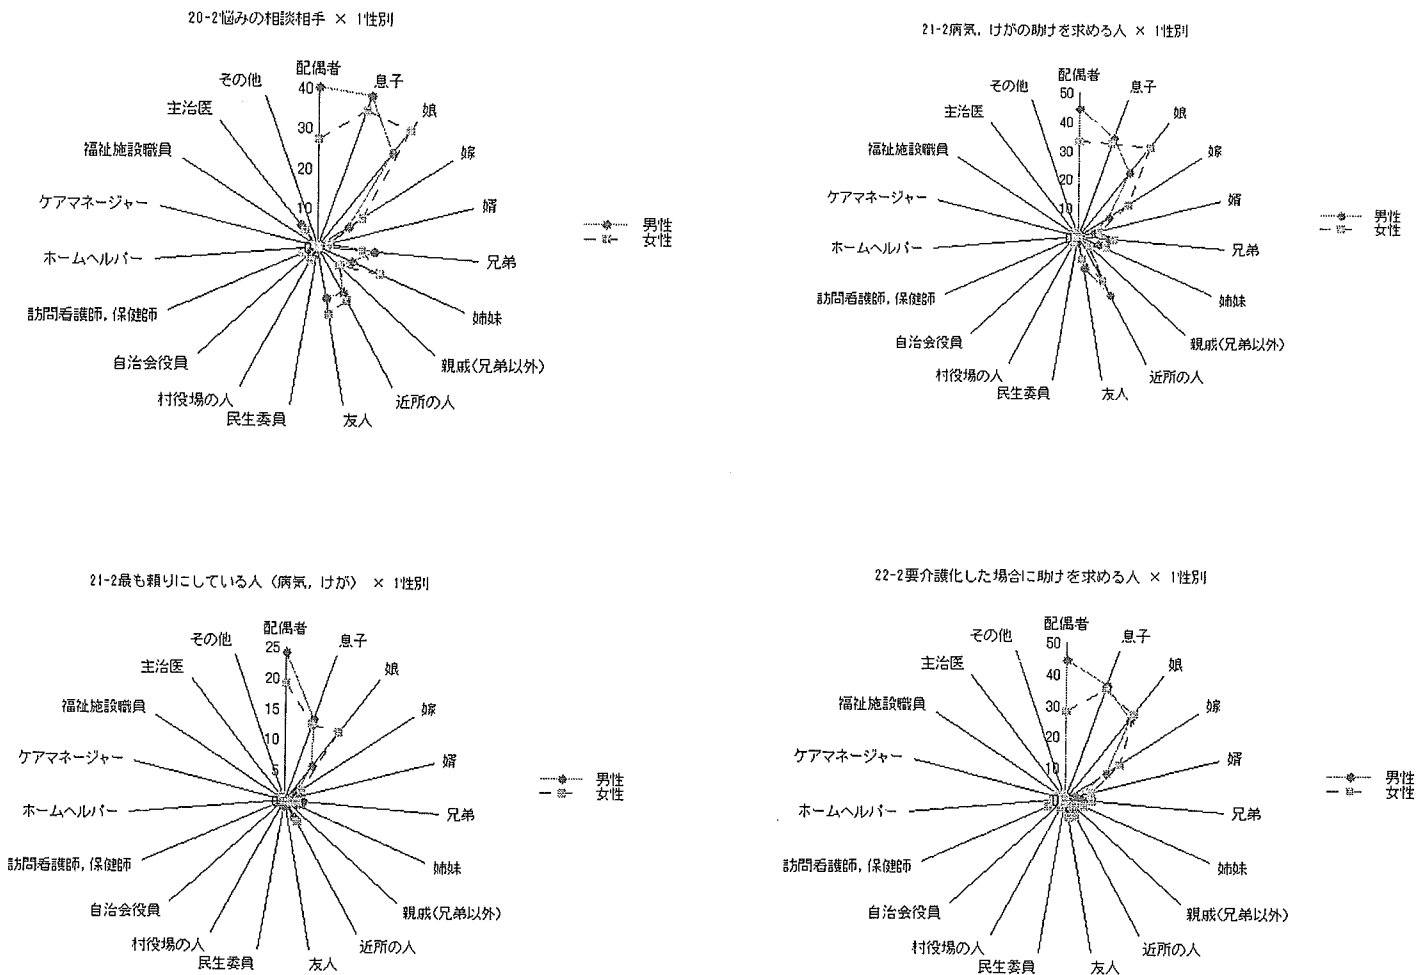 20-2悩みの相談相手 × 1性別
配偶者
息子
娘
嫁
婿
兄弟
姉妹
親戚(兄弟以外)
近所の人
友人
民生委員
村役場の人
自治会役員
訪問看護師, 保健師
ホームヘルパー
ケアマネージャー
福祉施設職員
主治医
その他
40
30
20
10
0
男性
女性
21-2病気, けがの助けを求める人 × 1性別
配偶者
息子
娘
嫁
婿
兄弟
姉妹
親戚(兄弟以外)
近所の人
友人
民生委員
村役場の人
自治会役員
訪問看護師, 保健師
ホームヘルパー
ケアマネージャー
福祉施設職員
主治医
その他
50
40
30
20
10
0
男性
女性
21-2最も頼りにしている人（病気, けが） × 1性別
配偶者
息子
娘
嫁
婿
兄弟
姉妹
親戚(兄弟以外)
近所の人
友人
民生委員
村役場の人
自治会役員
訪問看護師, 保健師
ホームヘルパー
ケアマネージャー
福祉施設職員
主治医
その他
25
20
15
10
5
0
男性
女性
22-2要介護化した場合に助けを求める人 × 1性別
配偶者
息子
娘
嫁
婿
兄弟
姉妹
親戚(兄弟以外)
近所の人
友人
民生委員
村役場の人
自治会役員
訪問看護師, 保健師
ホームヘルパー
ケアマネージャー
福祉施設職員
主治医
その他
50
40
30
20
10
0
男性
女性